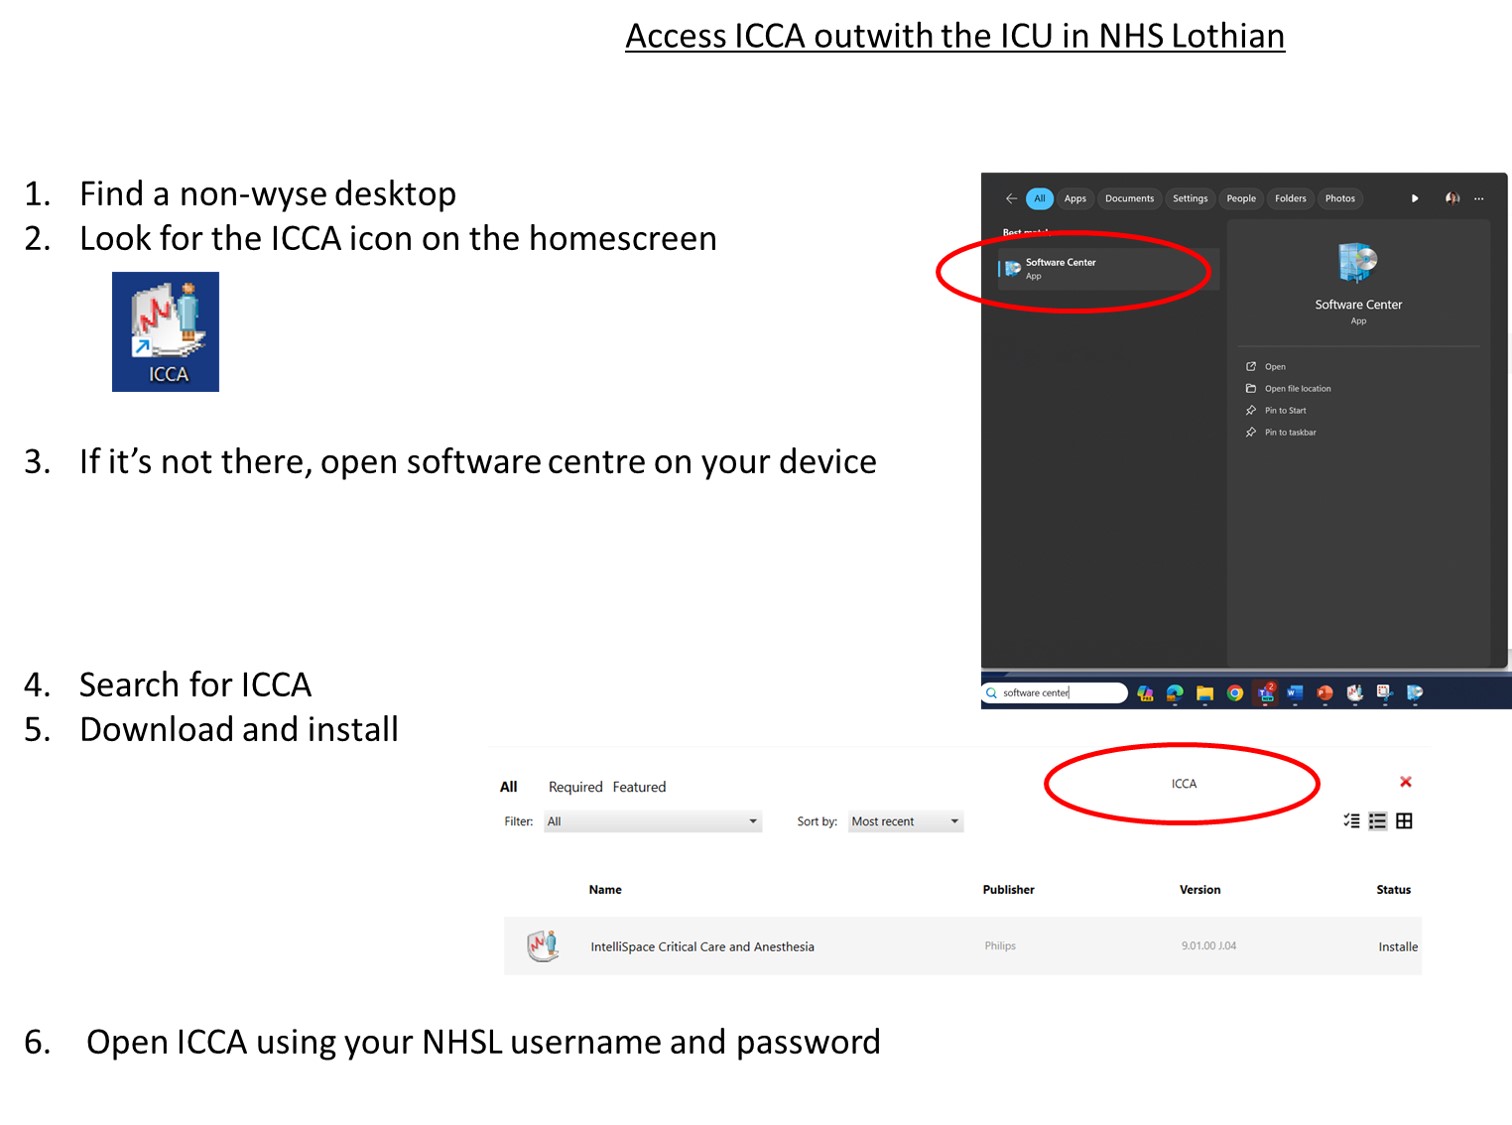 Access ICCA outwith the ICU in NHS Lothian
1. Find a non-wyse desktop
2. Look for the ICCA icon on the homescreen
ICCA
3. If it’s not there, open software centre on your device
4. Search for ICCA
5. Download and install
All Apps Documents Settings People Folders Photos
Software Center
App
Software Center
App
Open
Open file location
Pin to Start
Pin to taskbar
software center
All Required Featured
ICCA
Filter: All Sort by: Most recent
Name Publisher Version Status
IntelliSpace Critical Care and Anesthesia Philips 9.01.00 J.04 Installe
6. Open ICCA using your NHSL username and password